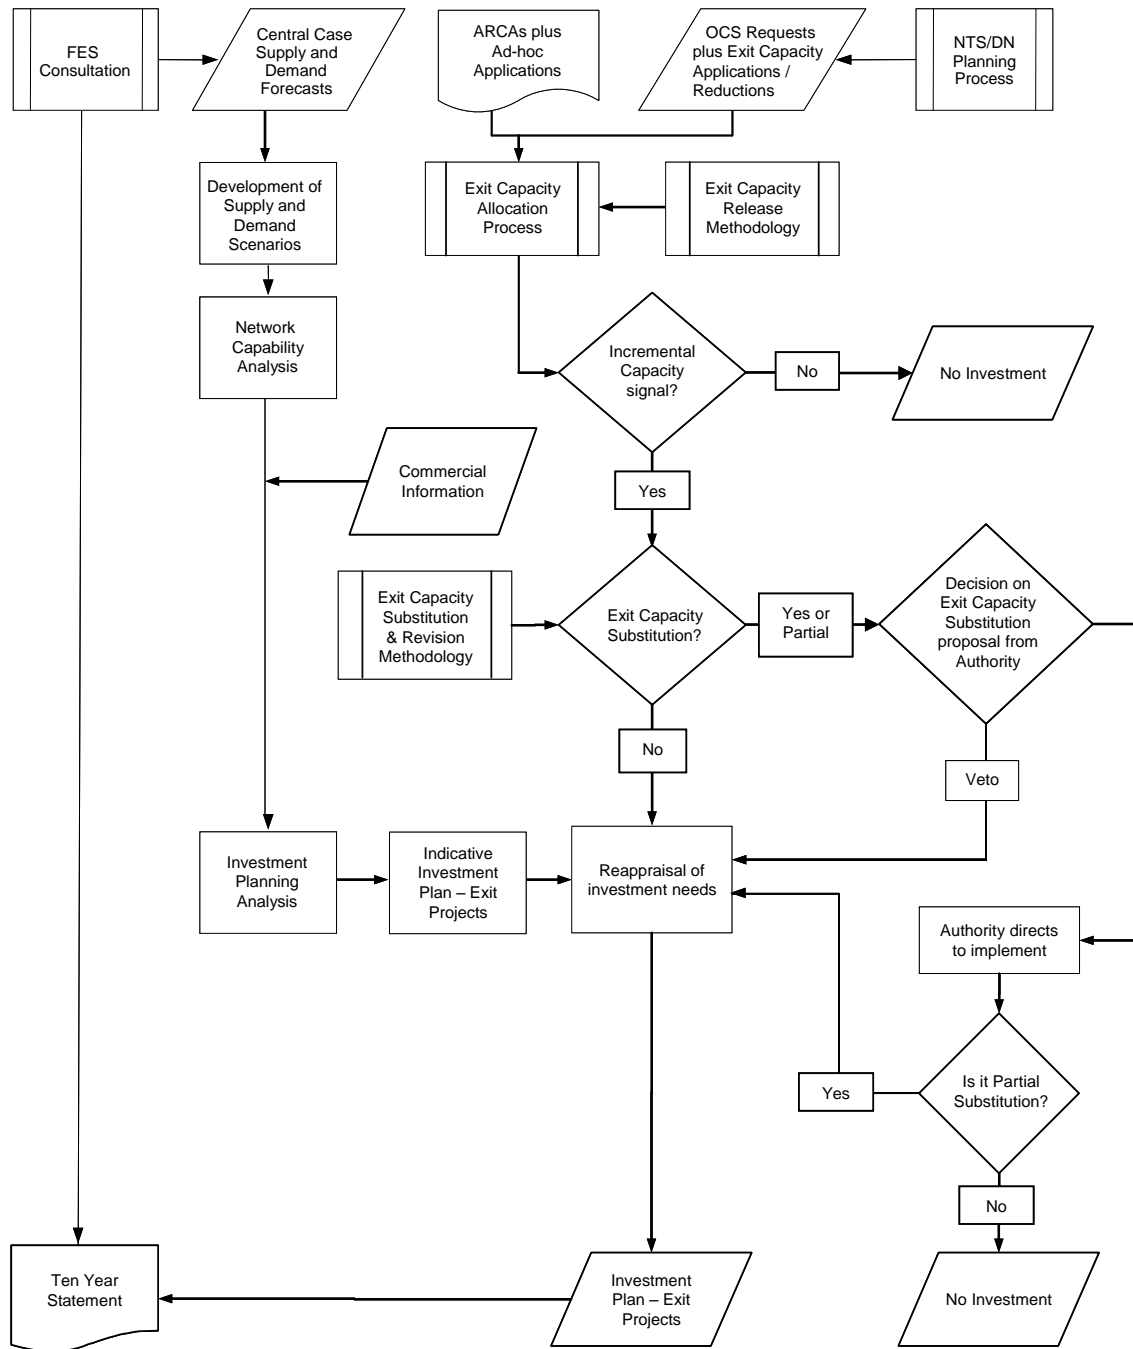 FES
Consultation
Central Case
Supply and
Demand
Forecasts
ARCAs plus
Ad-hoc
Applications
OCS Requests
plus Exit Capacity
Applications /
Reductions
NTS/DN
Planning
Process
Development of
Supply and
Demand
Scenarios
Exit Capacity
Allocation
Process
Exit Capacity
Release
Methodology
Network
Capability
Analysis
Incremental
Capacity
signal?
No
No Investment
Commercial
Information
Yes
Exit Capacity
Substitution
& Revision
Methodology
Exit Capacity
Substitution?
Yes or
Partial
Decision on
Exit Capacity
Substitution
proposal from
Authority
No
Veto
Investment
Planning
Analysis
Indicative
Investment
Plan – Exit
Projects
Reappraisal of
investment needs
Authority directs
to implement
Yes
Is it Partial
Substitution?
No
Ten Year
Statement
Investment
Plan – Exit
Projects
No Investment